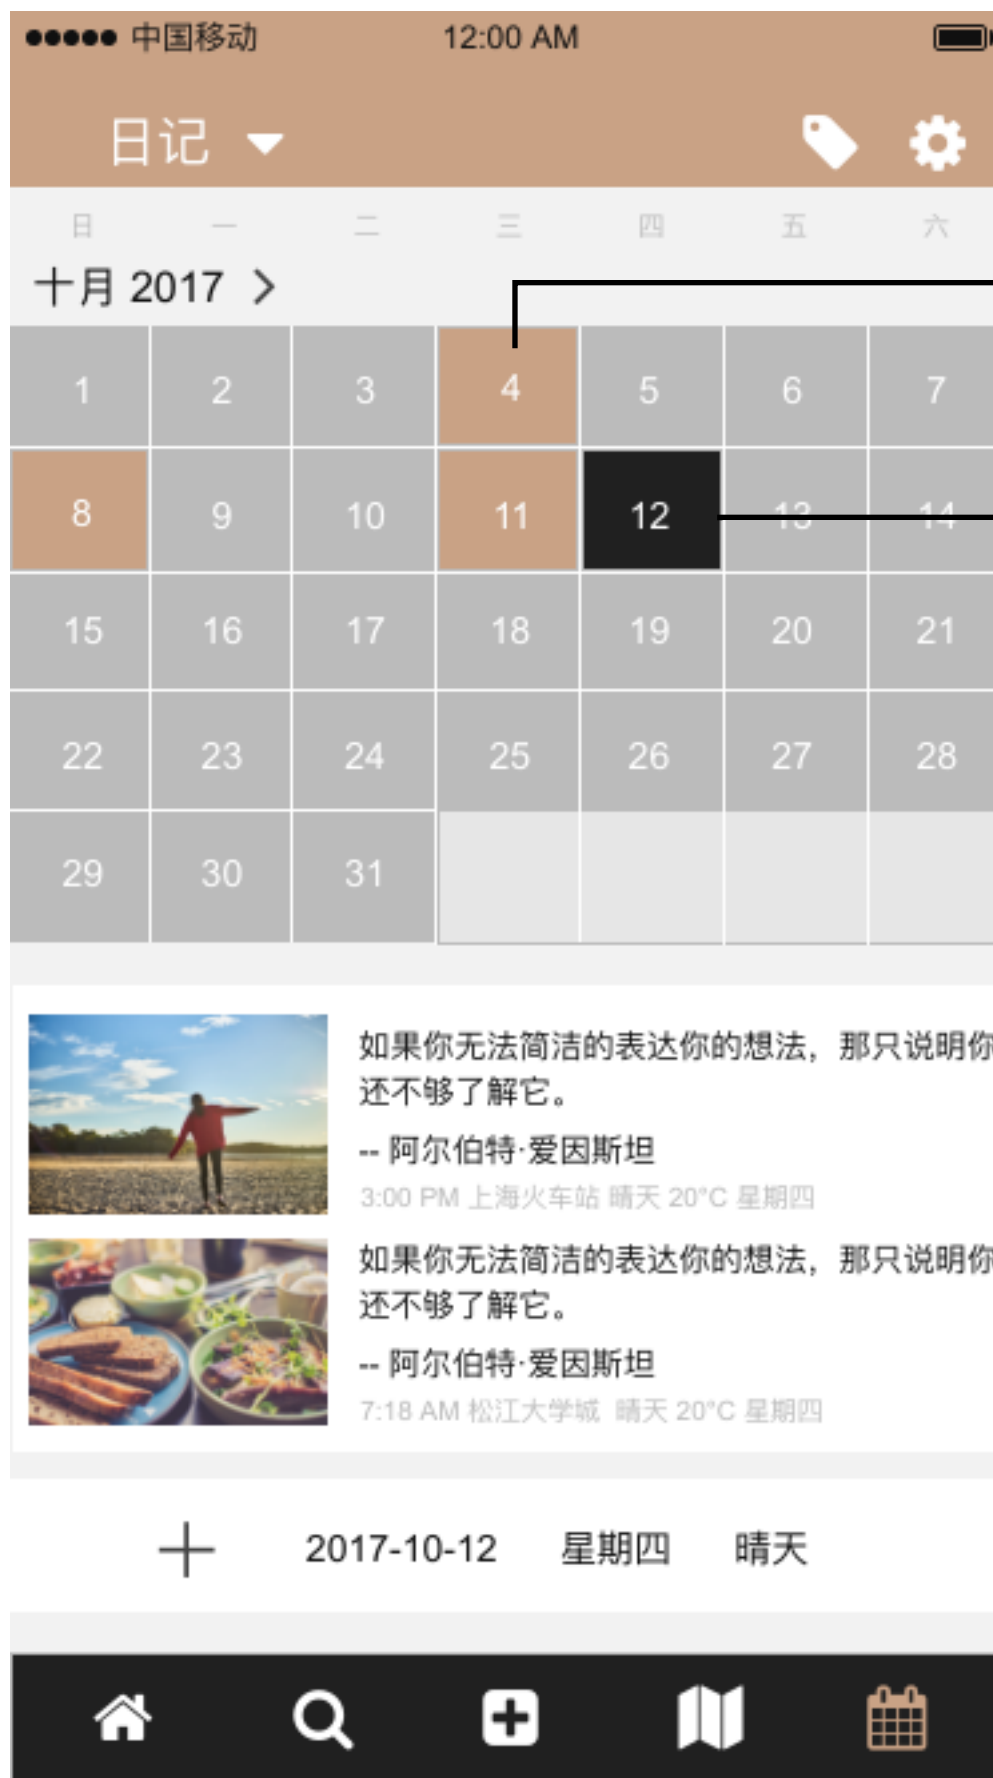 中国移动 12:00 AM
日记
日 一 二 三 四 五 六
十月 2017
1 2 3 4 5 6 7
8 9 10 11 12 13 14
15 16 17 18 19 20 21
22 23 24 25 26 27 28
29 30 31
如果你无法简洁的表达你的想法，那只说明你
还不够了解它。
-- 阿尔伯特·爱因斯坦
3:00 PM 上海火车站 晴天 20°C 星期四
如果你无法简洁的表达你的想法，那只说明你
还不够了解它。
-- 阿尔伯特·爱因斯坦
7:18 AM 松江大学城 晴天 20°C 星期四
2017-10-12 星期四 晴天